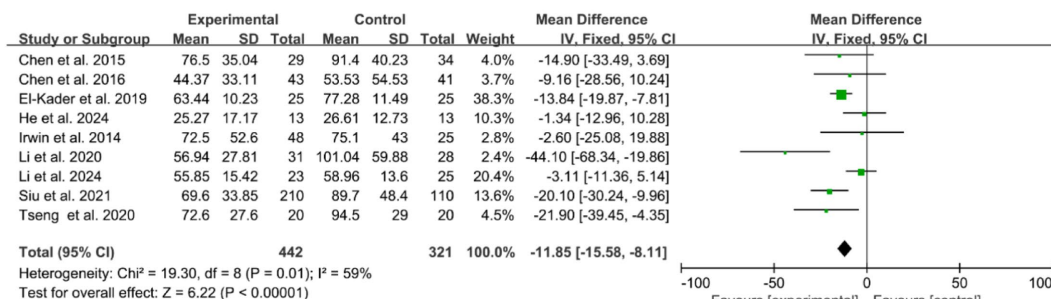 Experimental Control Mean Difference Mean Difference
Study or Subgroup Mean SD Total Mean SD Total Weight IV, Fixed, 95% CI IV, Fixed, 95% CI
Chen et al. 2015 76.5 35.04 29 91.4 40.23 34 4.0% -14.90 [-33.49, 3.69]
Chen et al. 2016 44.37 33.11 43 53.53 54.53 41 4.0% -9.16 [-28.56, 10.24]
El-Kader et al. 2019 63.44 10.23 25 77.28 11.49 25 38.3% -13.84 [-19.87, -7.81]
He et al. 2024 25.27 17.17 13 26.61 12.73 13 10.3% -1.34 [-12.96, 10.28]
Irwin et al. 2014 72.5 52.6 48 75.1 43 25 2.8% -2.60 [-25.08, 19.88]
Li et al. 2020 56.94 27.81 31 101.04 59.88 28 2.4% -44.10 [-68.34, -19.86]
Li et al. 2024 55.85 15.42 23 58.96 13.6 25 20.4% -3.11 [-11.36, 5.14]
Siu et al. 2021 69.6 33.85 210 89.7 48.4 110 13.6% -20.10 [-30.24, -9.96]
Tseng et al. 2020 72.6 27.6 20 94.5 29 20 4.5% -21.90 [-39.45, -4.35]
Total (95% CI) 442 321 100.0% -11.85 [-15.58, -8.11]
Heterogeneity: Chi² = 19.30, df = 8 (P = 0.01); I² = 59%
Test for overall effect: Z = 6.22 (P < 0.00001)
-100 -50 0 50 100